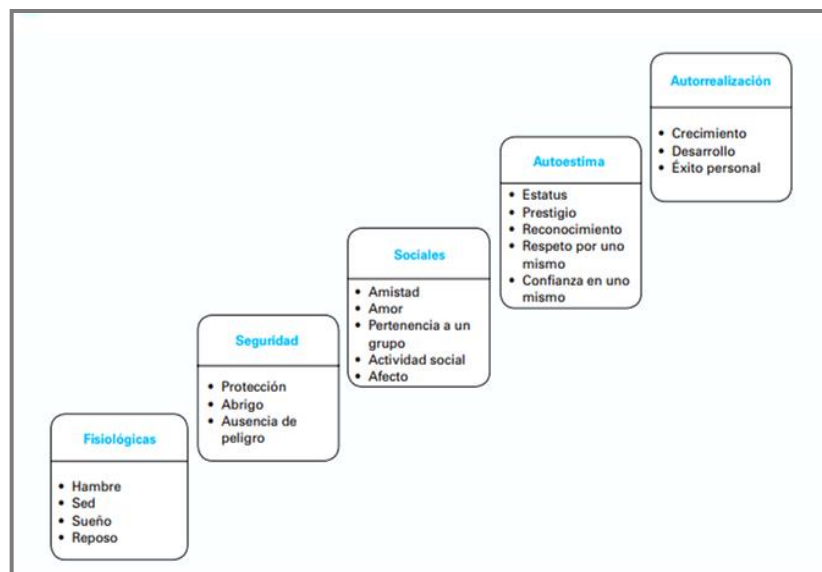 Autorrealización
• Crecimiento
• Desarrollo
• Éxito personal
Autoestima
• Estatus
• Prestigio
• Reconocimiento
• Respeto por uno
mismo
• Confianza en uno
mismo
Sociales
• Amistad
• Amor
• Pertenencia a un
grupo
• Actividad social
• Afecto
Seguridad
• Protección
• Abrigo
• Ausencia de
peligro
Fisiológicas
• Hambre
• Sed
• Sueño
• Reposo